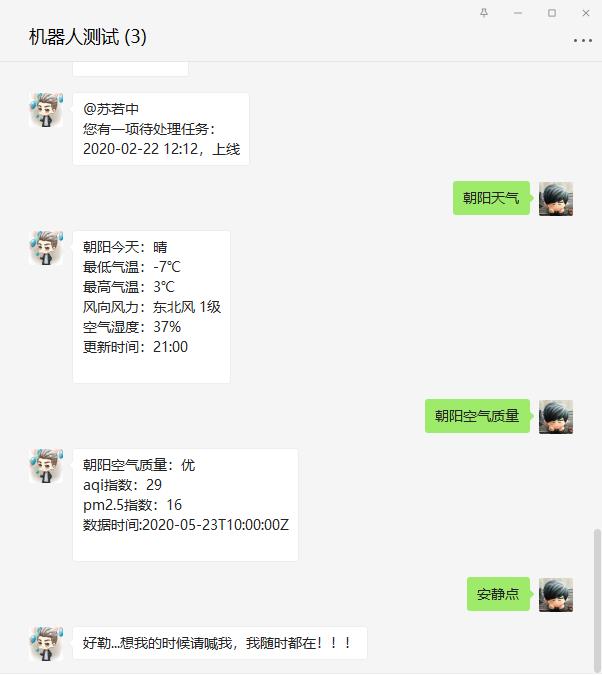 机器人测试 (3)
@苏若中
您有一项待处理任务：
2020-02-22 12:12，上线
朝阳天气
朝阳今天：晴
最低气温：-7℃
最高气温：3℃
风向风力：东北风 1级
空气湿度：37%
更新时间：21:00
朝阳空气质量
朝阳空气质量：优
aqi指数：29
pm2.5指数：16
数据时间:2020-05-23T10:00:00Z
安静点
好勒...想我的时候请喊我，我随时都在！！！